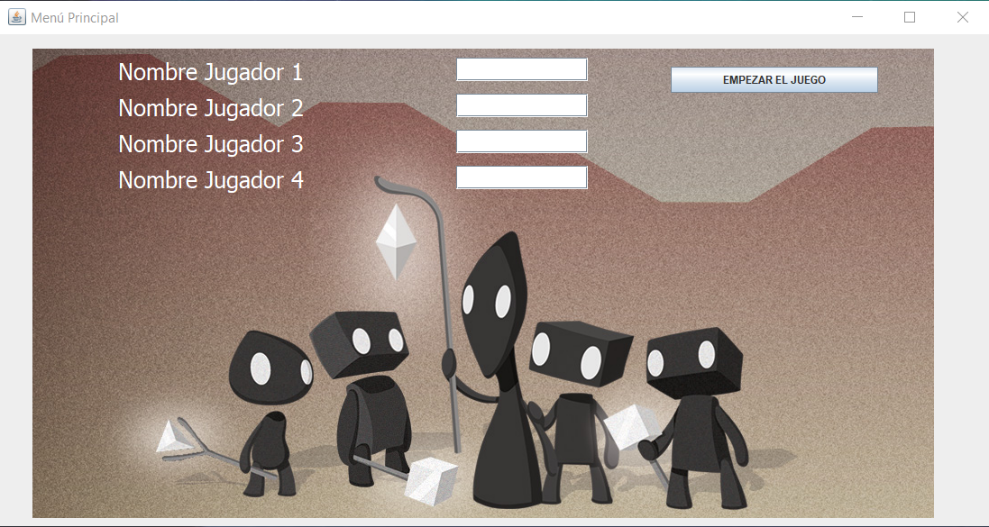 Menú Principal
Nombre Jugador 1
EMPEZAR EL JUEGO
Nombre Jugador 2
Nombre Jugador 3
Nombre Jugador 4